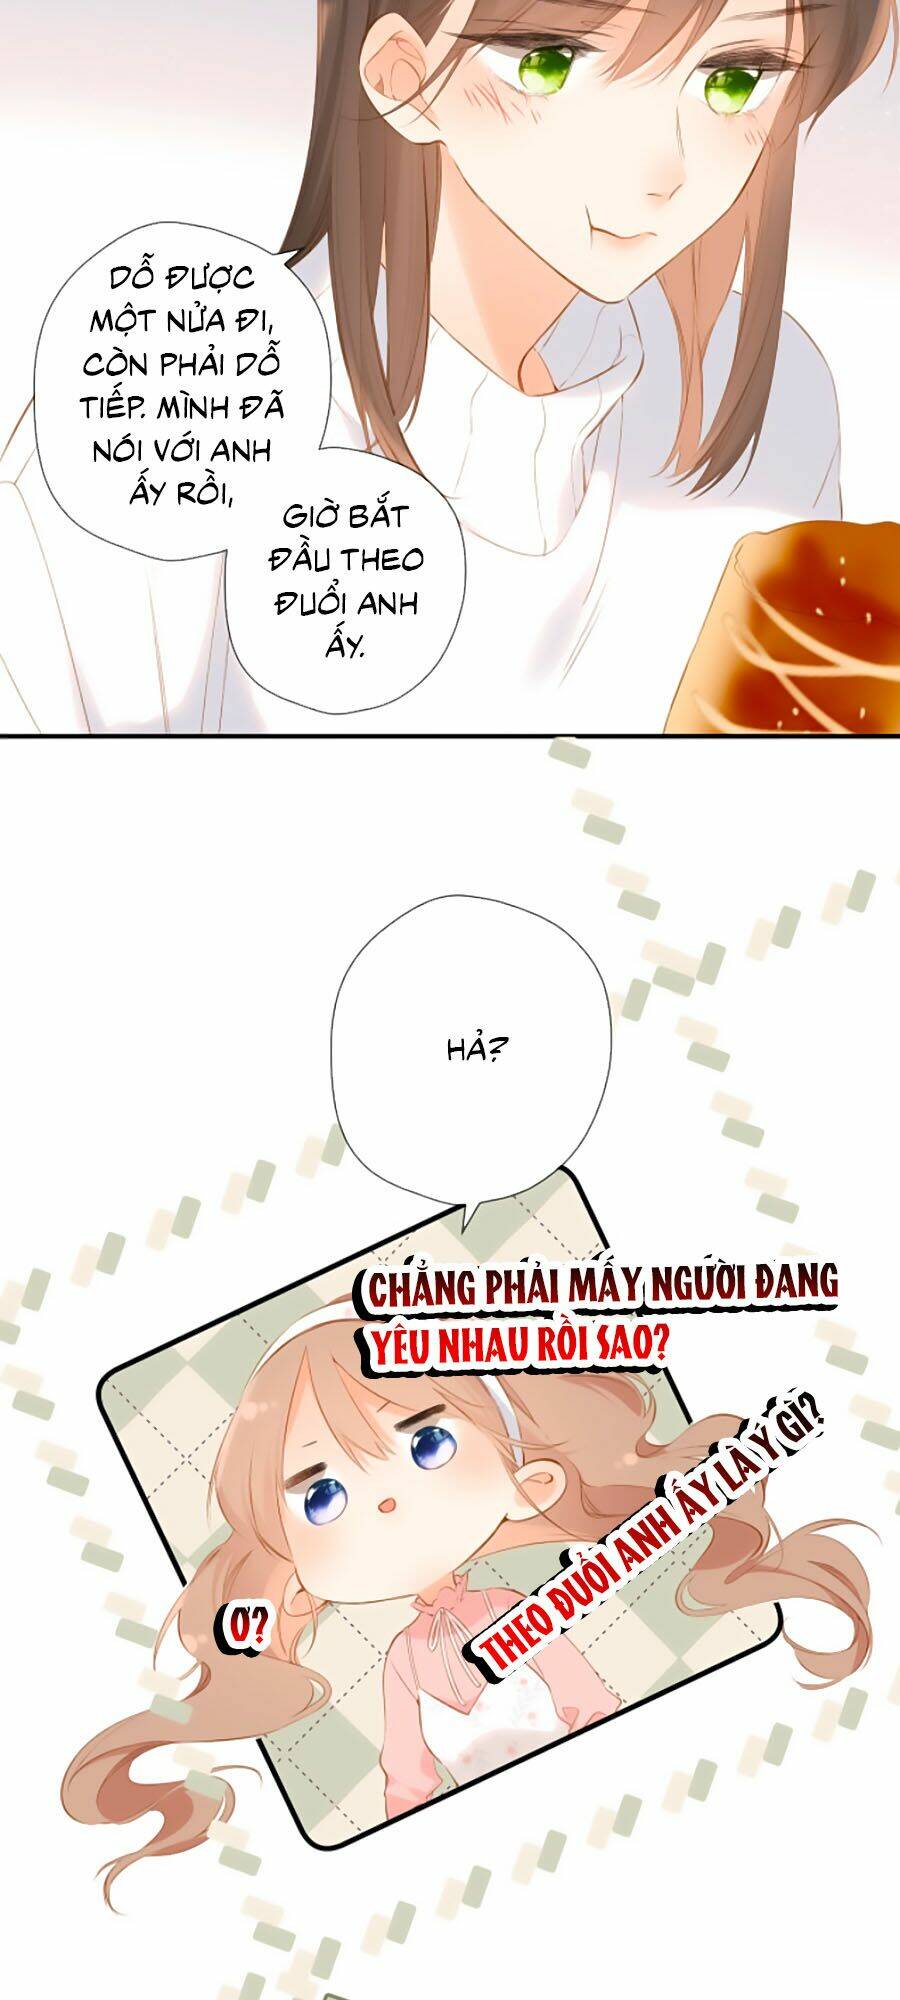 DỖ ĐƯỢC
MỘT NỬA ĐI,
CÒN PHẢI DỖ
TIẾP. MÌNH ĐÃ
NÓI VỚI ANH
ẤY RỒI,
GIỜ BẮT
ĐẦU THEO
ĐUỔI ANH
ẤY.
HẢ?
CHẲNG PHẢI MẤY NGƯỜI ĐANG
YÊU NHAU RỒI SAO?
THEO ĐUỔI ANH ẤY LÀ Ý GÌ?
Ơ?